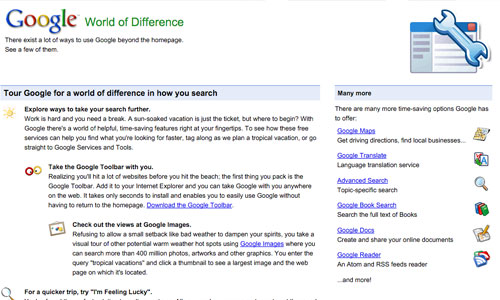 Google™ World of Difference
There exist a lot of ways to use Google beyond the homepage.
See a few of them.
Tour Google for a world of difference in how you search
Explore ways to take your search further.
Work is hard and you need a break. A sun-soaked vacation is just the ticket, but where to begin? With
Google there's a world of helpful, time-saving features right at your fingertips. To see how these free
services can help you find what you're looking for faster, tag along as we plan a tropical vacation, or go
straight to Google Services and Tools.
Take the Google Toolbar with you.
Realizing you'll hit a lot of websites before you hit the beach; the first thing you pack is the
Google Toolbar. Add it to your Internet Explorer and you can take Google with you anywhere
on the web. It takes only seconds to install and enables you to easily use Google without
having to return to the homepage. Download the Google Toolbar.
Check out the views at Google Images.
Refusing to allow a small setback like bad weather to dampen your spirits, you take a
visual tour of other potential warm weather hot spots using Google Images where you
can search more than 400 million photos, artworks and other graphics. You enter the
query "tropical vacations" and click a thumbnail to see a largest image and the web
page on which it's located.
For a quick trip, try "I'm Feeling Lucky".
Many more
There are many more time-saving options Google has
to offer:
Google Maps
Get driving directions, find local businesses...
Google Translate
Language translation service
Advanced Search
Topic-specific search
Google Book Search
Search the full text of Books
Google Docs
Create and share your online documents
Google Reader
An Atom and RSS feeds reader
...and more!